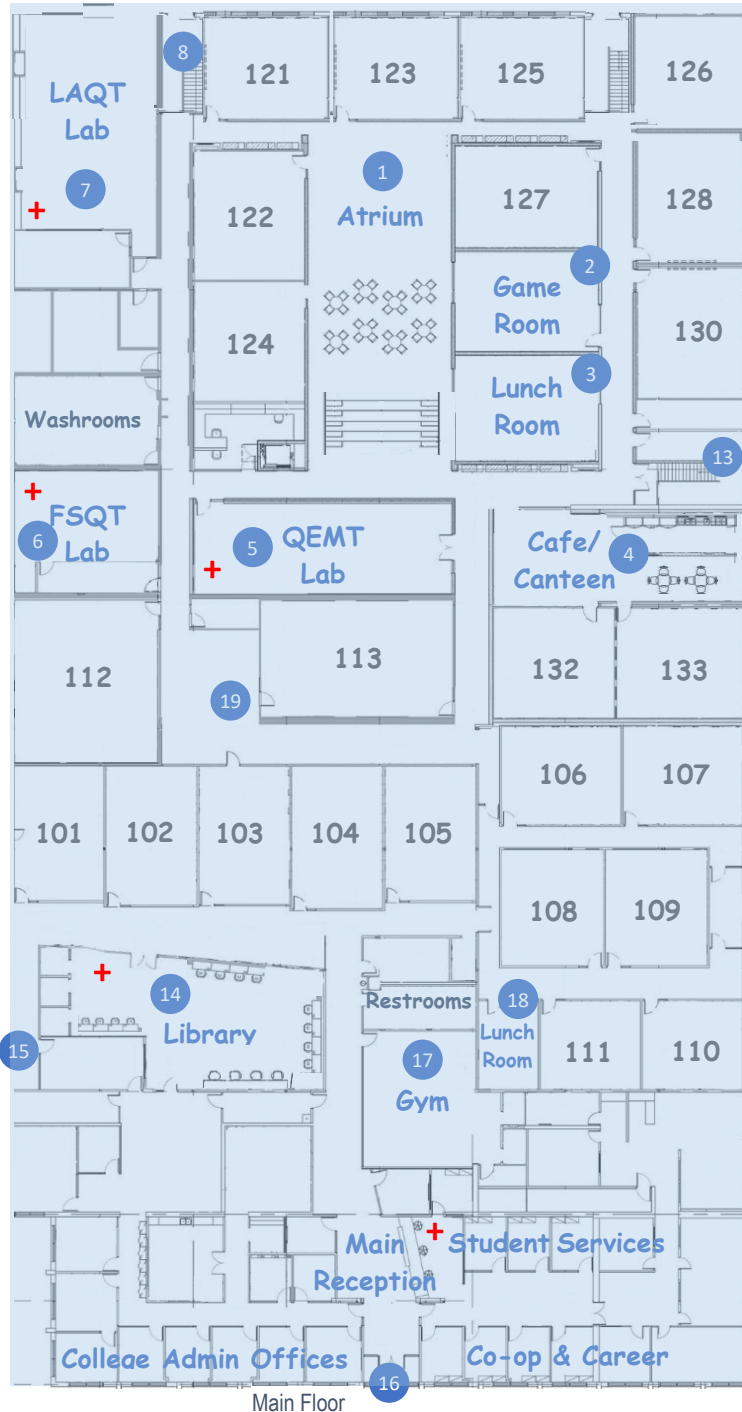 8
121
123
125
126
LAQT
Lab
7
+
1
Atrium
122
127
128
2
Game
Room
124
130
3
Lunch
Room
Washrooms
13
+
FSQT
Lab
6
5
QEMT
Lab
+
Cafe/
Canteen
4
112
113
132
133
19
106
107
101
102
103
104
105
108
109
+
14
Library
15
Restrooms
18
Lunch
Room
111
110
17
Gym
+
Main
Reception
Student Services
Colleae Admin Offices
Co-op & Career
16
Main Floor